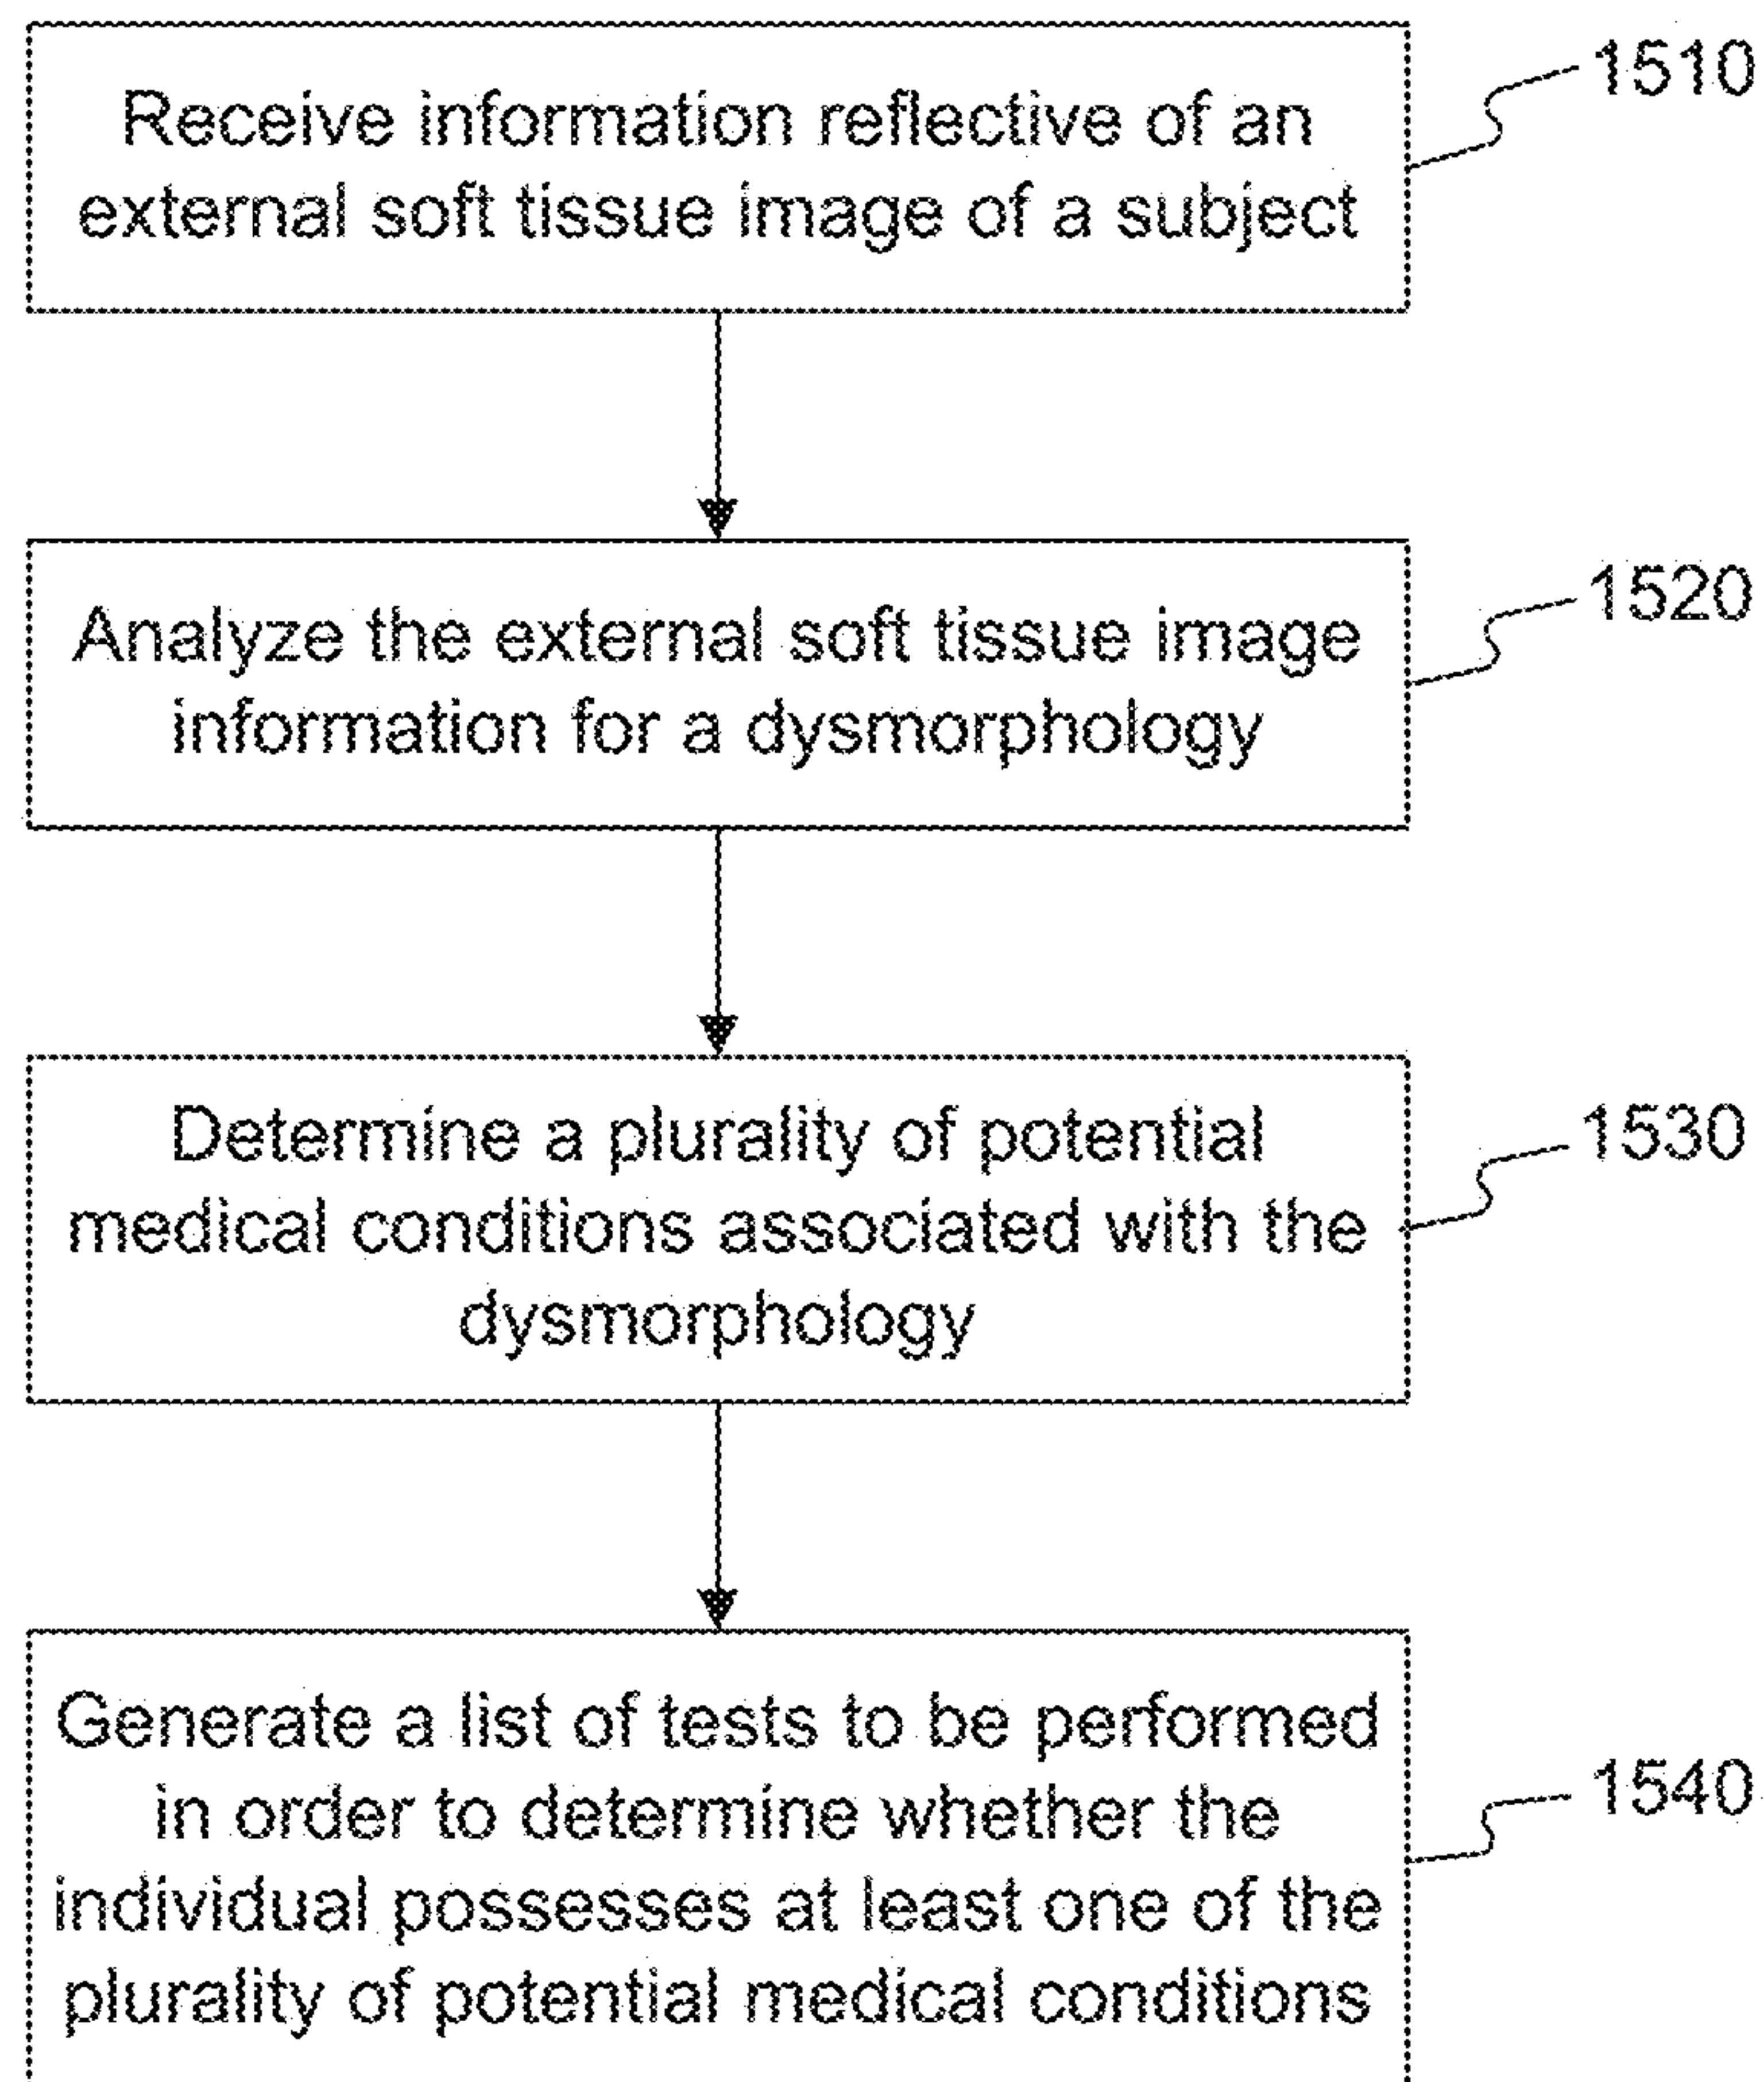 Receive information reflective of an
external soft tissue image of a subject
1510
Analyze the external soft tissue image
information for a dysmorphology
1520
Determine a plurality of potential
medical conditions associated with the
dysmorphology
1530
Generate a list of tests to be performed
in order to determine whether the
individual possesses at least one of the
plurality of potential medical conditions
1540